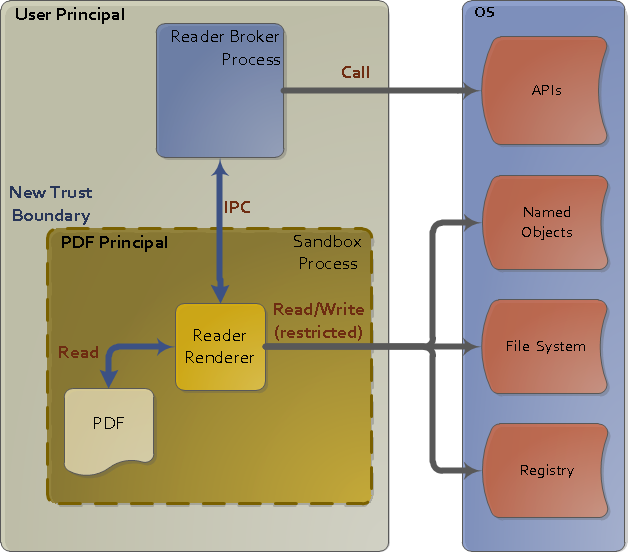 User Principal
OS
Reader Broker
Process
Call
APIs
New Trust
Boundary
IPC
Named
Objects
PDF Principal
Sandbox
Process
Read/Write
(restricted)
Reader
Renderer
Read
File System
PDF
Registry